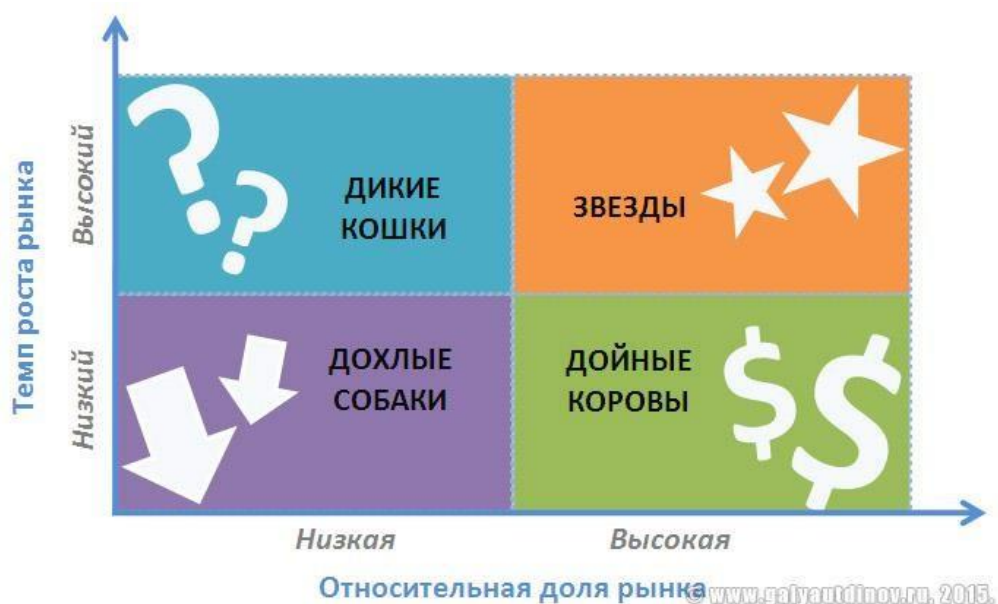 Темп роста рынка
Высокий
Низкий
ДИКИЕ
КОШКИ
ЗВЕЗДЫ
ДОХЛЫЕ
СОБАКИ
ДОЙНЫЕ
КОРОВЫ
Низкая
Высокая
Относительная доля рынка
© www.galyautdinov.ru, 2015.